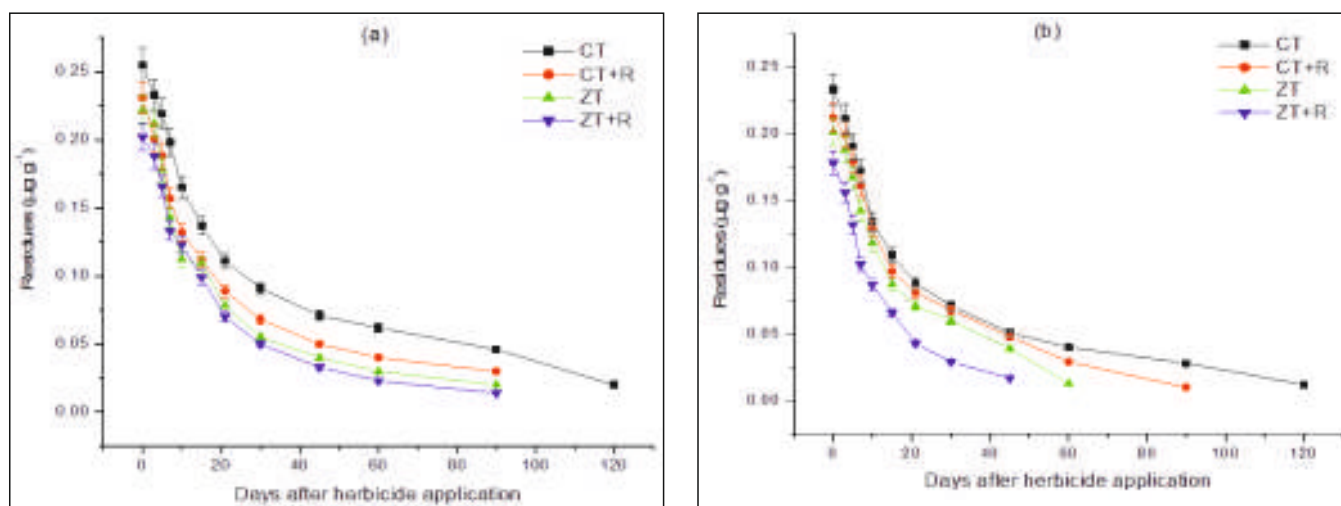 (a)
CT
CT+R
ZT
ZT+R
0.25
0.20
0.15
0.10
0.05
0.00
Residues (µg g⁻¹)
0 20 40 60 80 100 120
Days after herbicide application
(b)
CT
CT+R
ZT
ZT+R
0.25
0.20
0.15
0.10
0.05
0.00
Residues (µg g⁻¹)
0 20 40 60 80 100 120
Days after herbicide application